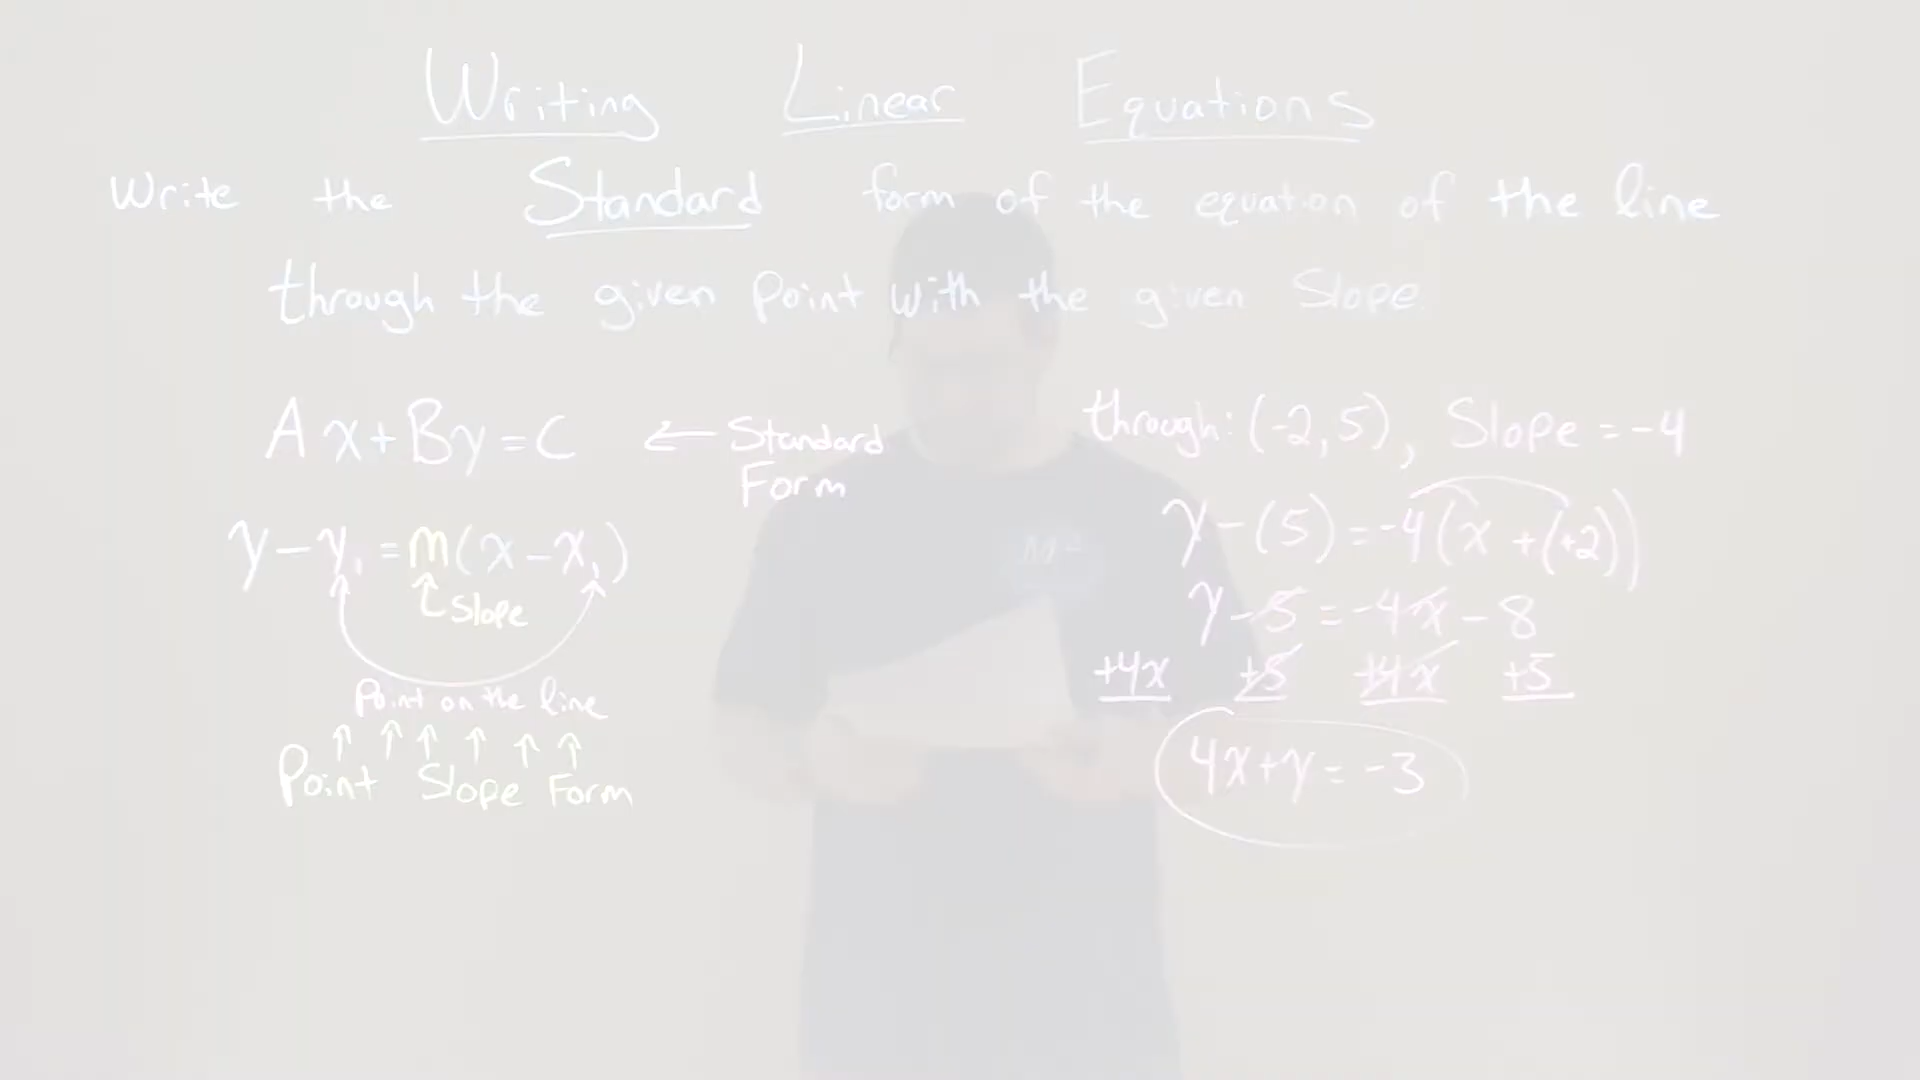 Writing Linear Equations
Write the Standard form of the equation of the line
through the given point with the given Slope.
Ax+By=C ← Standard
Form
y-y₁=m(x-x₁)
Slope
Point on the line
↑ ↑ ↑ ↑ ↑ ↑
Point Slope Form
through: (-2,5), Slope = -4
y-(5)=-4(x+(+2))
y-5=-4x-8
+4x +5 +4x +5
4x+y=-3